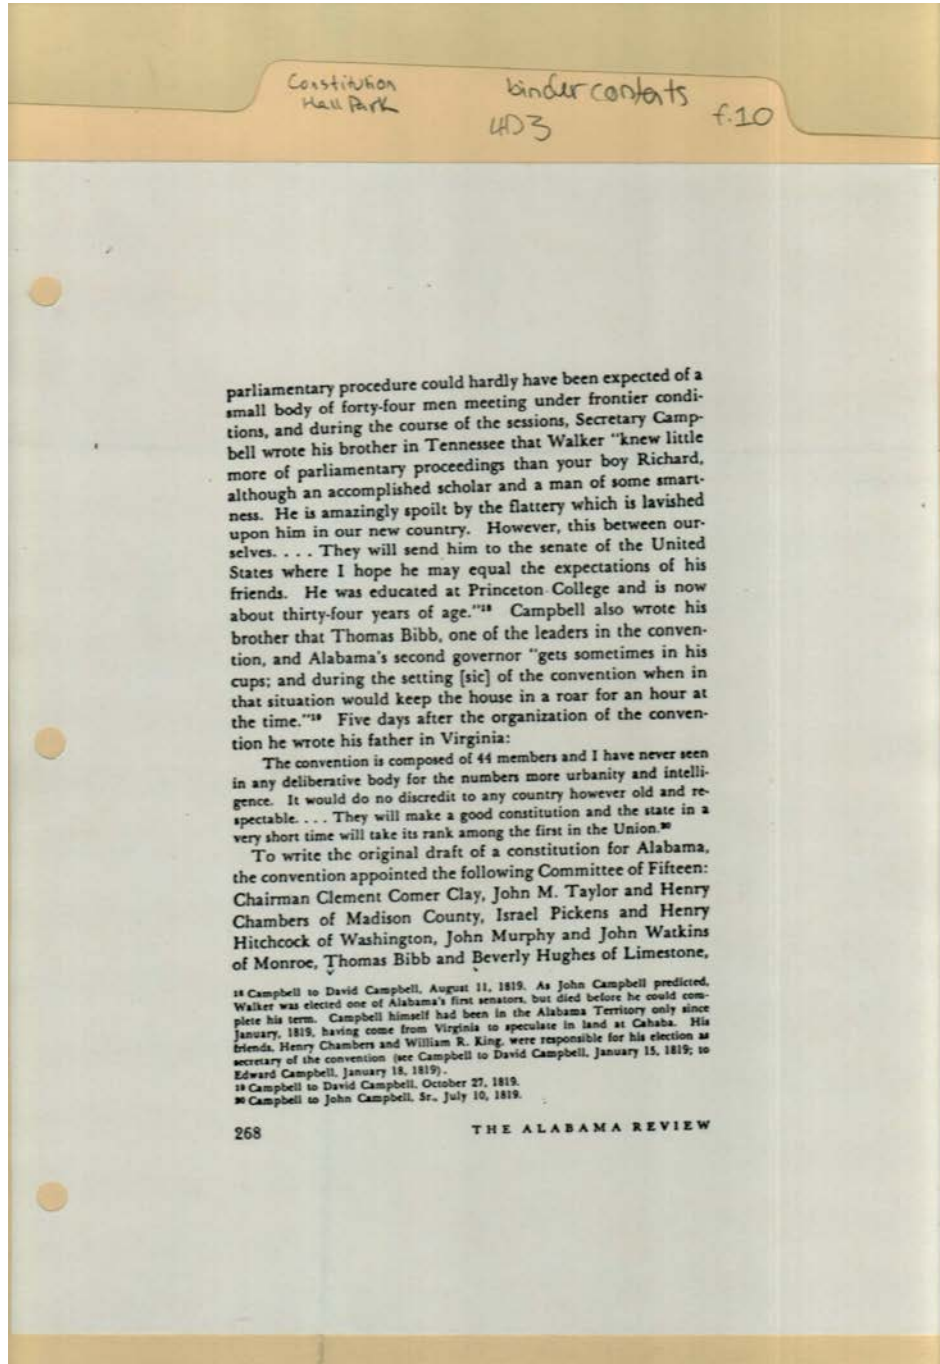 Constitution
Hall Park
binder contents
4D3
f.10
parliamentary procedure could hardly have been expected of a
small body of forty-four men meeting under frontier condi-
tions, and during the course of the sessions, Secretary Camp-
bell wrote his brother in Tennessee that Walker "knew little
more of parliamentary proceedings than your boy Richard,
although an accomplished scholar and a man of some smart-
ness. He is amazingly spoilt by the flattery which is lavished
upon him in our new country. However, this between our-
selves. . . . They will send him to the senate of the United
States where I hope he may equal the expectations of his
friends. He was educated at Princeton College and is now
about thirty-four years of age."18 Campbell also wrote his
brother that Thomas Bibb, one of the leaders in the conven-
tion, and Alabama's second governor "gets sometimes in his
cups; and during the setting [sic] of the convention when in
that situation would keep the house in a roar for an hour at
the time."19 Five days after the organization of the conven-
tion he wrote his father in Virginia:
The convention is composed of 44 members and I have never seen
in any deliberative body for the numbers more urbanity and intelli-
gence. It would do no discredit to any country however old and re-
spectable. . . . They will make a good constitution and the state in a
very short time will take its rank among the first in the Union.20
To write the original draft of a constitution for Alabama,
the convention appointed the following Committee of Fifteen:
Chairman Clement Comer Clay, John M. Taylor and Henry
Chambers of Madison County, Israel Pickens and Henry
Hitchcock of Washington, John Murphy and John Watkins
of Monroe, Thomas Bibb and Beverly Hughes of Limestone,
18 Campbell to David Campbell, August 11, 1819. As John Campbell predicted,
Walker was elected one of Alabama's first senators, but died before he could com-
plete his term. Campbell himself had been in the Alabama Territory only since
January, 1819, having come from Virginia to speculate in land at Cahaba. His
friends, Henry Chambers and William R. King, were responsible for his election as
secretary of the convention (see Campbell to David Campbell, January 15, 1819; to
Edward Campbell, January 18, 1819).
19 Campbell to David Campbell, October 27, 1819.
20 Campbell to John Campbell, Sr., July 10, 1819.
268
THE ALABAMA REVIEW